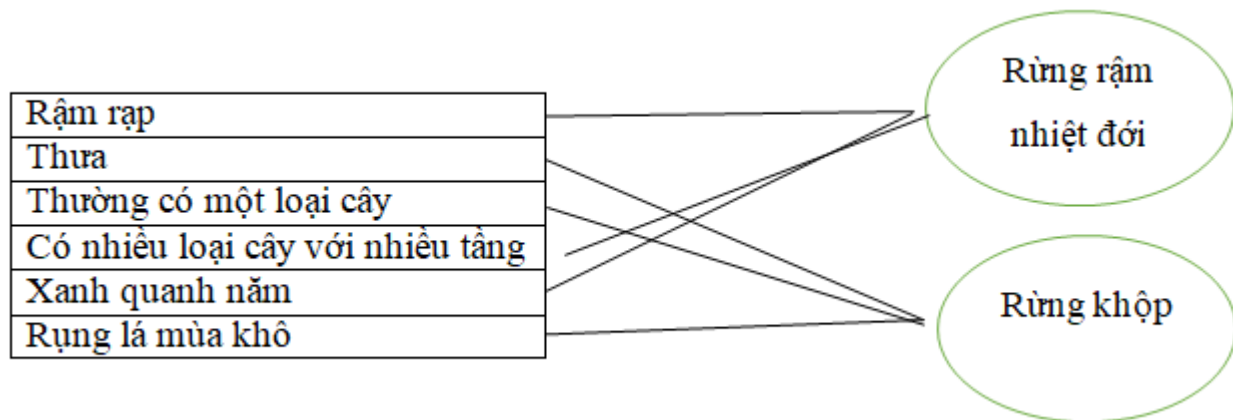 Rậm rạp
Thưa
Thường có một loại cây
Có nhiều loại cây với nhiều tầng
Xanh quanh năm
Rụng lá mùa khô
Rừng rậm
nhiệt đới
Rừng khộp